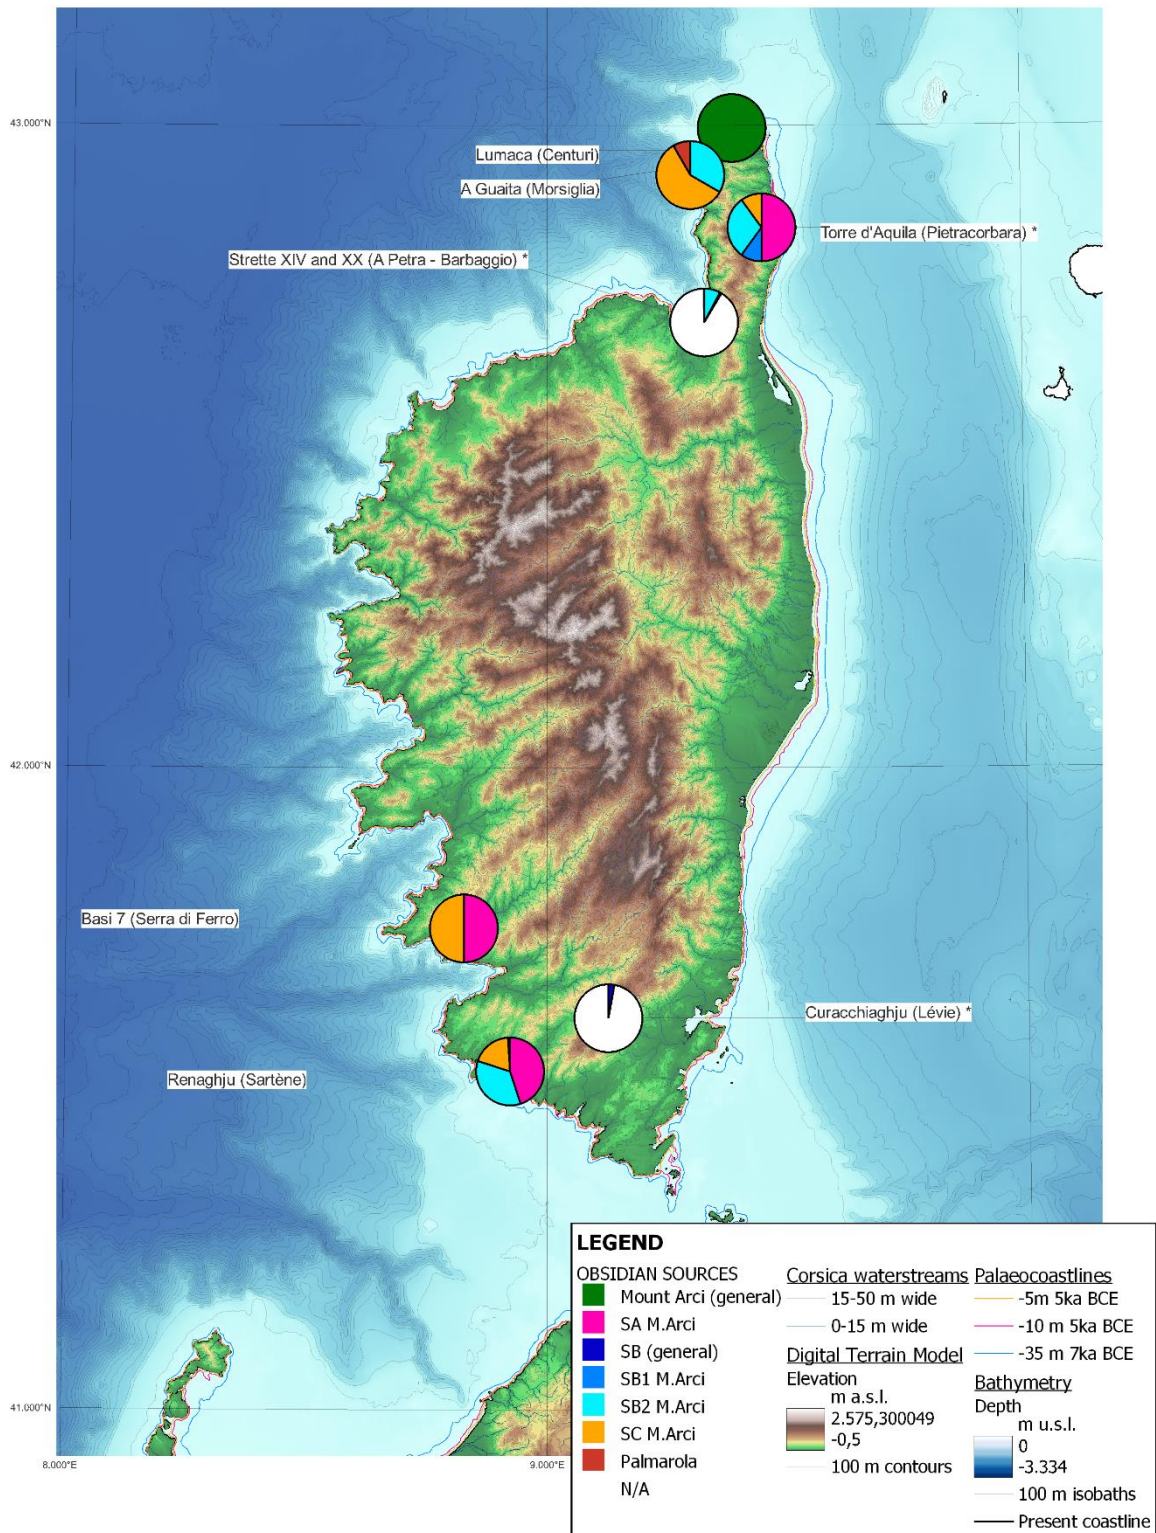 43.000°N
Lumaca (Centuri)
A Guaita (Morsiglia)
Torre d'Aquila (Pietracorbara) *
Strette XIV and XX (A Petra - Barbaggio) *
42.000°N
Basi 7 (Serra di Ferro)
Curacchiaghju (Lévie) *
Renaghju (Sartène)
41.000°N
8.000°E
9.000°E
LEGEND
OBSIDIAN SOURCES
Mount Arci (general)
SA M.Arci
SB (general)
SB1 M.Arci
SB2 M.Arci
SC M.Arci
Palmarola
N/A
Corsica waterstreams
15-50 m wide
0-15 m wide
Digital Terrain Model
Elevation
m a.s.l.
2.575,300049
-0,5
100 m contours
Palaeocoastlines
-5m 5ka BCE
-10 m 5ka BCE
-35 m 7ka BCE
Bathymetry
Depth
m u.s.l.
0
-3.334
100 m isobaths
Present coastline